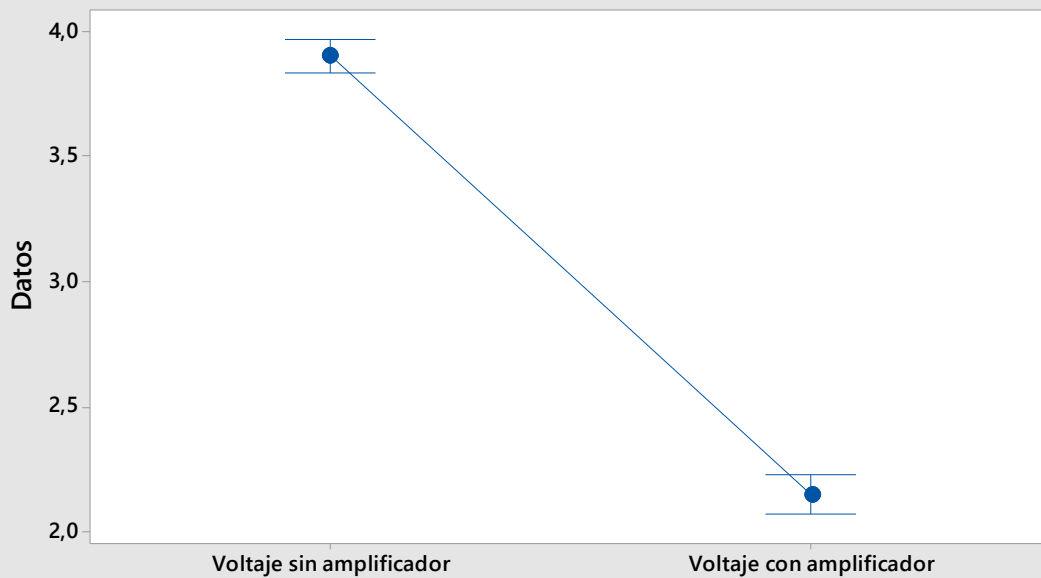 4,0
3,5
3,0
2,5
2,0
Datos
Voltaje sin amplificador
Voltaje con amplificador